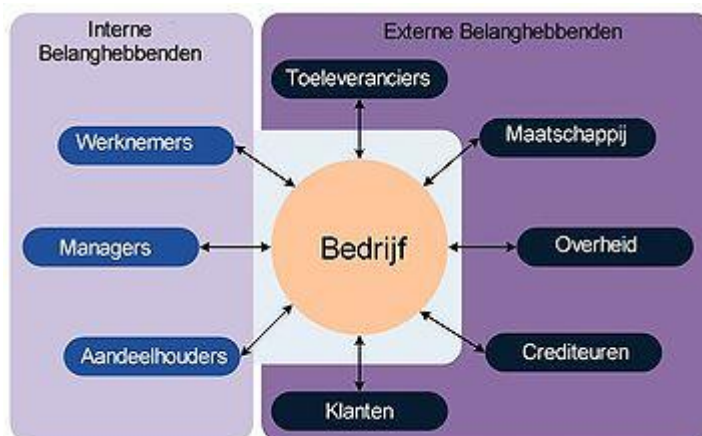 Interne
Belanghebbenden
Externe Belanghebbenden
Toeleveranciers
Werknemers
Maatschappij
Managers
Bedrijf
Overheid
Aandeelhouders
Crediteuren
Klanten